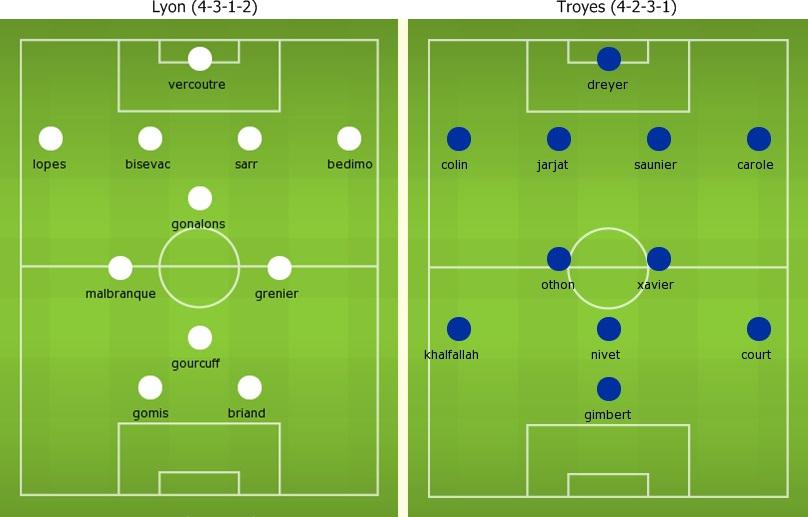 Lyon (4-3-1-2)
vercoutre
lopes bisevac sarr bedimo
gonalons
malbranque grenier
gourcuff
gomis briand
Troyes (4-2-3-1)
dreyer
colin jarjat saunier carole
othon xavier
khalfallah nivet court
gimbert